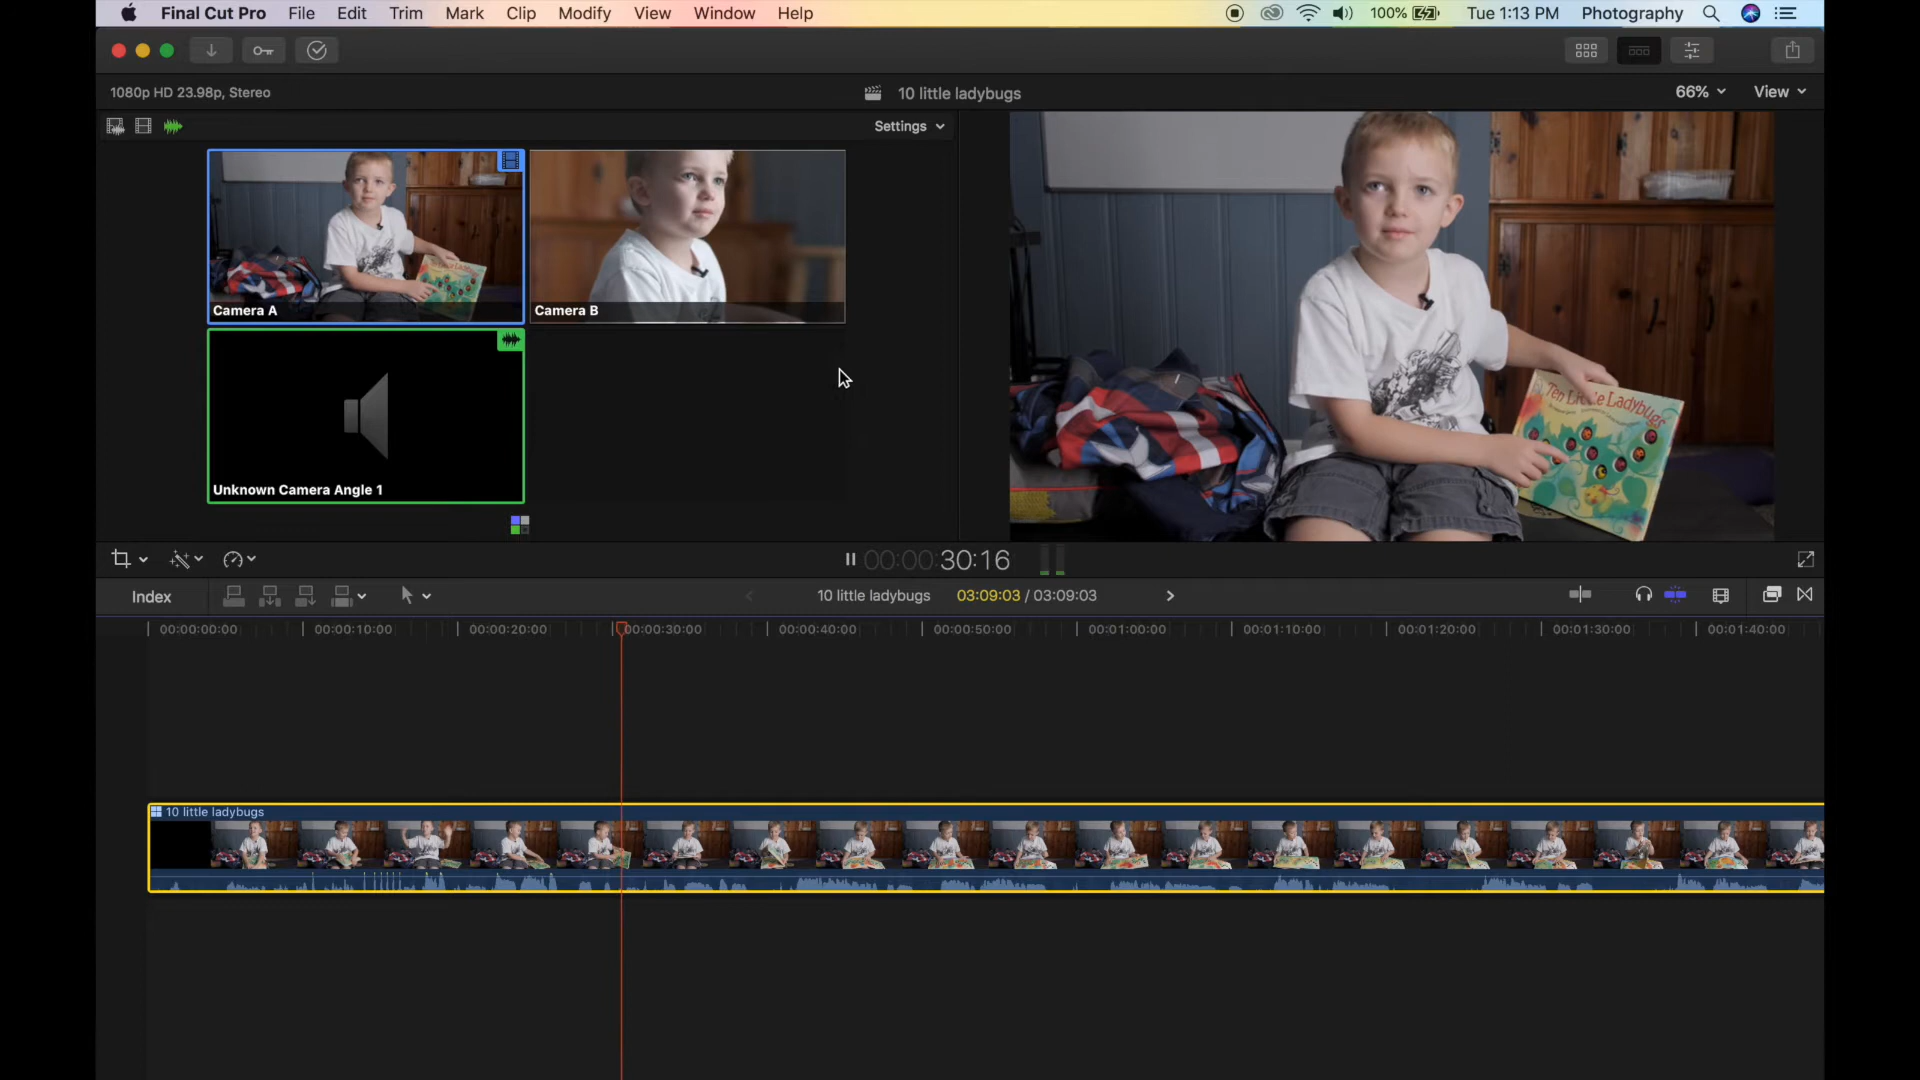 Final Cut Pro File Edit Trim Mark Clip Modify View Window Help 100% Tue 1:13 PM Photography
1080p HD 23.98p, Stereo 10 little ladybugs 66% View
Settings
Camera A Camera B
Ten Little Ladybugs
Unknown Camera Angle 1
00:00:00:30:16
Index 10 little ladybugs 03:09:03 / 03:09:03
00:00:00:00 00:00:10:00 00:00:20:00 00:00:30:00 00:00:40:00 00:00:50:00 00:01:00:00 00:01:10:00 00:01:20:00 00:01:30:00 00:01:40:00
10 little ladybugs